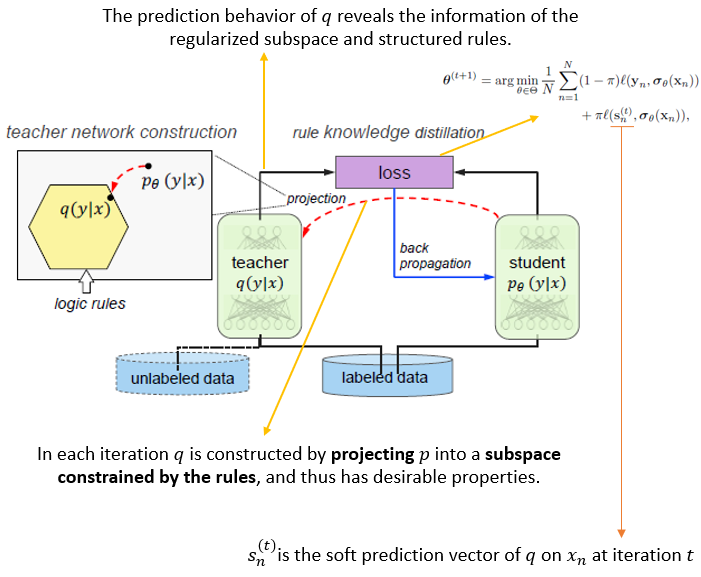 The prediction behavior of q reveals the information of the
regularized subspace and structured rules.
θ^(t+1) = arg min_{θ∈Θ} 1/N ∑_{n=1}^{N} (1 − π)ℓ(y_n, σ_θ(x_n))
+ πℓ(s_n^(t), σ_θ(x_n)),
teacher network construction
rule knowledge distillation
p_θ (y|x)
q(y|x)
logic rules
loss
projection
teacher
q(y|x)
back
propagation
student
p_θ (y|x)
unlabeled data
labeled data
In each iteration q is constructed by projecting p into a subspace
constrained by the rules, and thus has desirable properties.
s_n^(t) is the soft prediction vector of q on x_n at iteration t